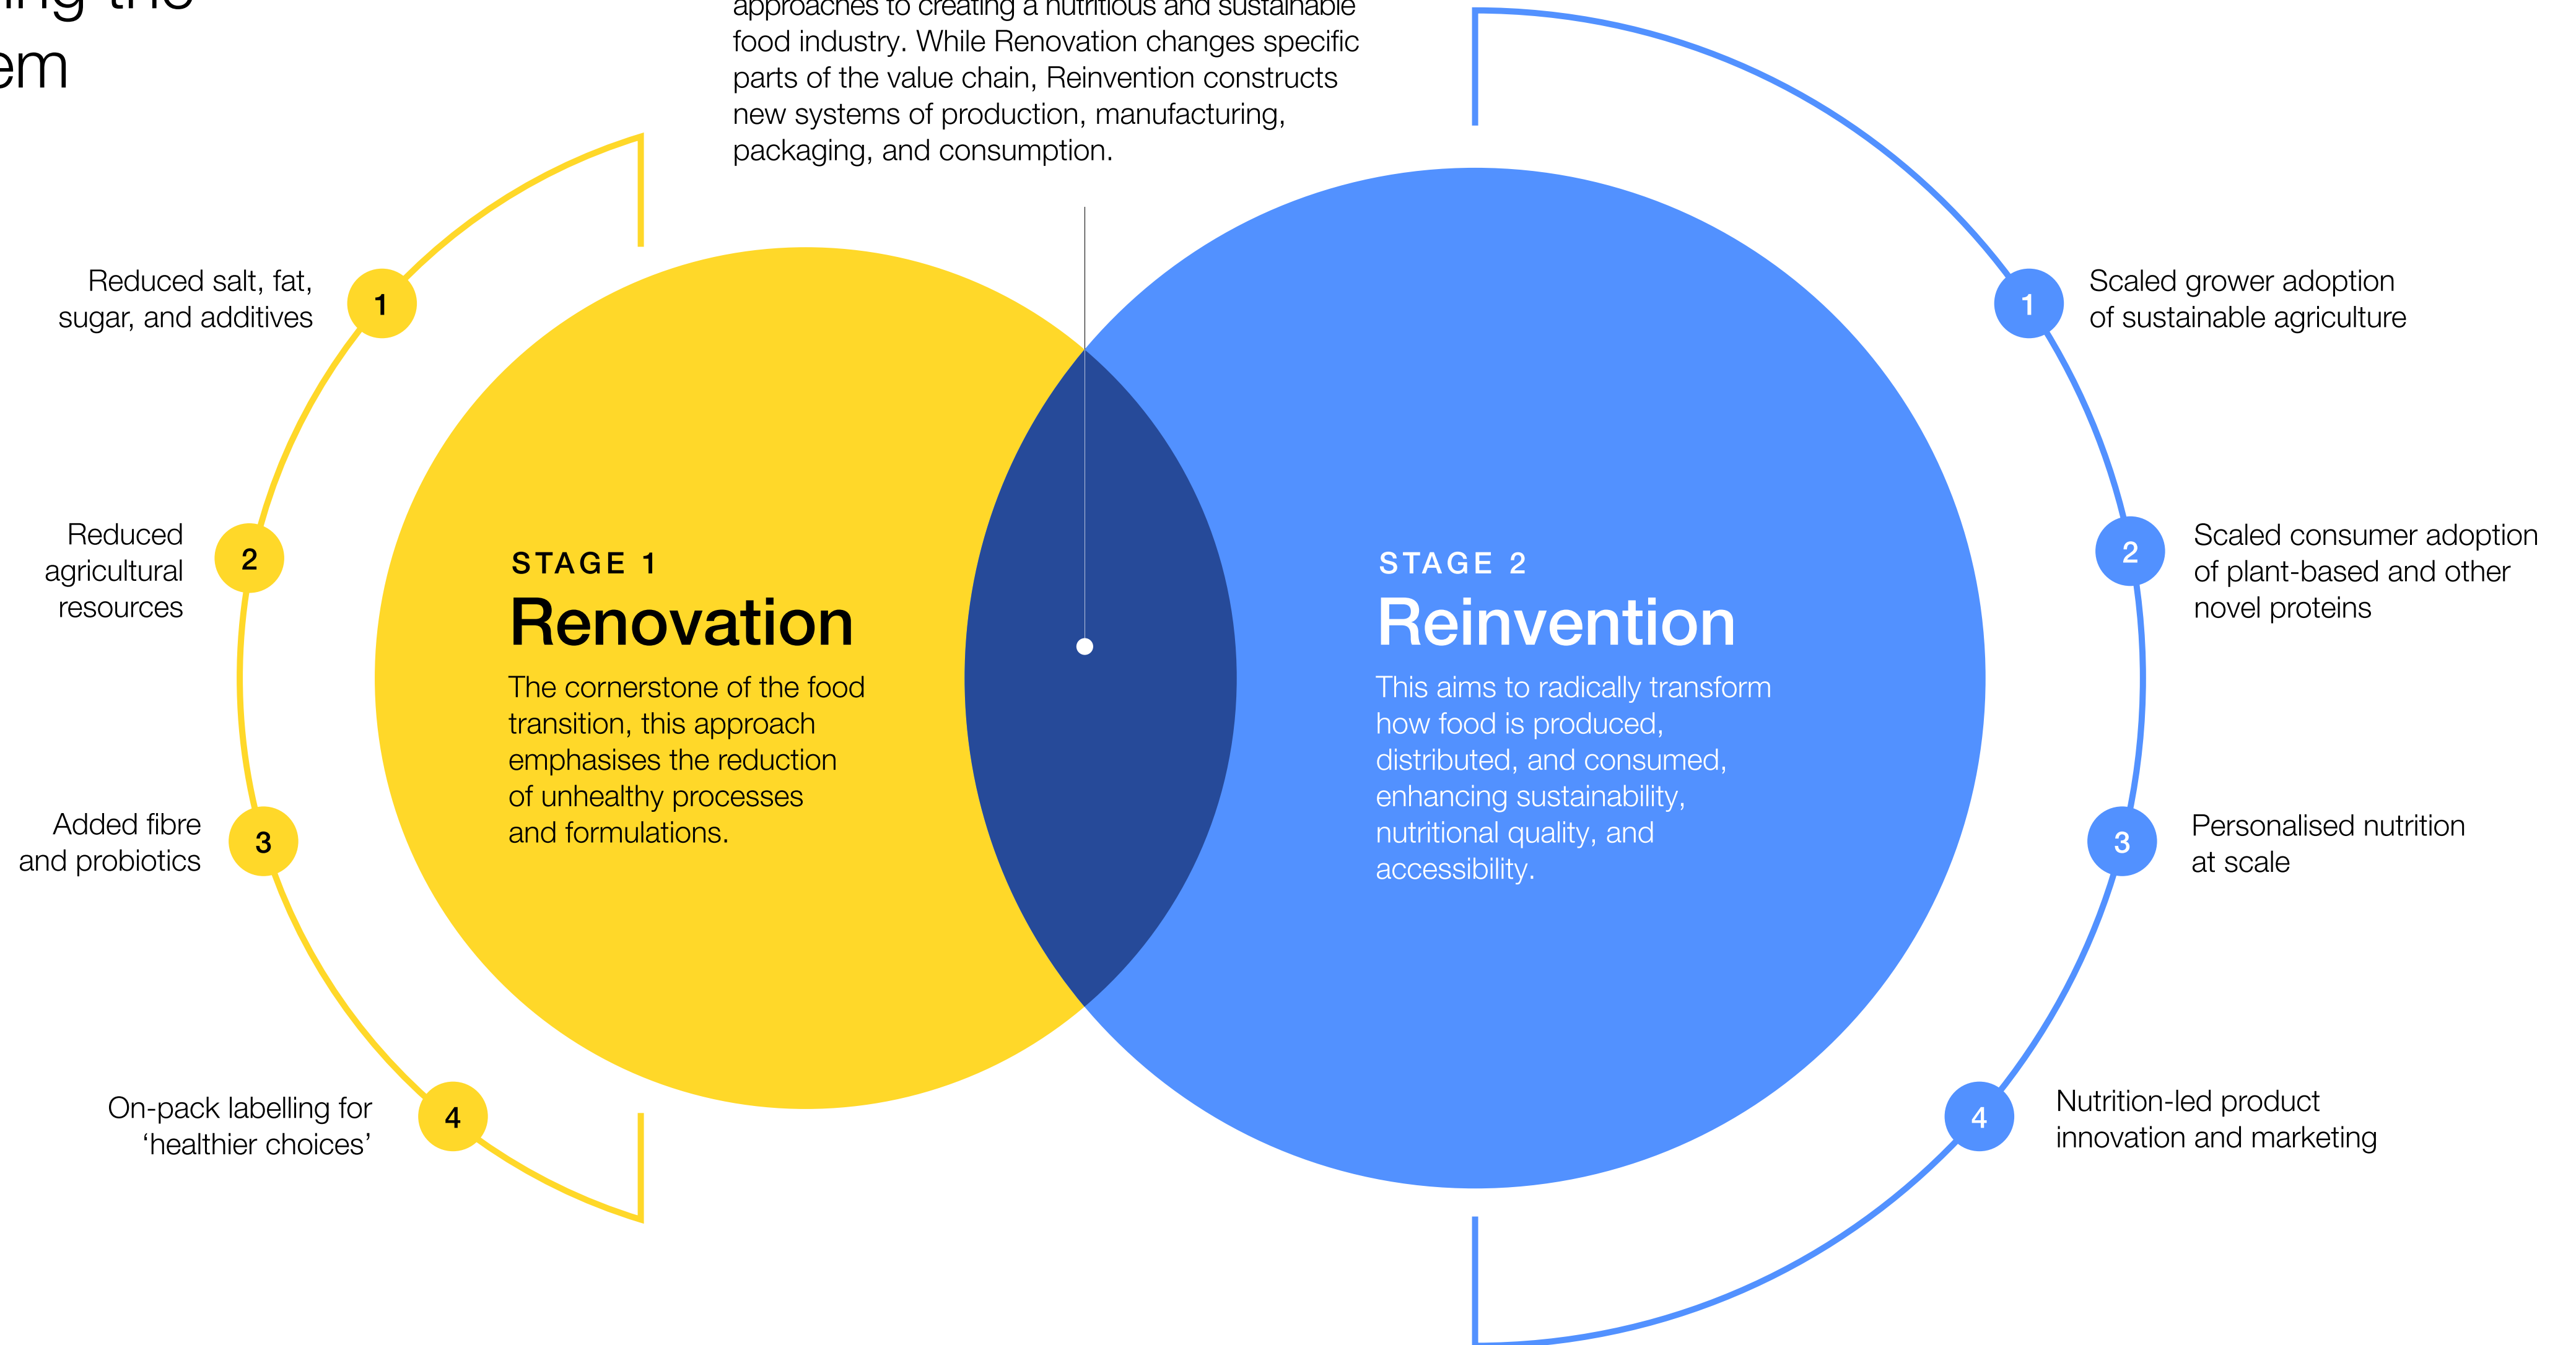 the
approaches to creating a nutritious and sustainable
food industry. While Renovation changes specific
parts of the value chain, Reinvention constructs
new systems of production, manufacturing,
packaging, and consumption.
1
Reduced salt, fat,
sugar, and additives
2
Reduced
agricultural
resources
3
Added fibre
and probiotics
4
On-pack labelling for
‘healthier choices’
STAGE 1
Renovation
The cornerstone of the food
transition, this approach
emphasises the reduction
of unhealthy processes
and formulations.
STAGE 2
Reinvention
This aims to radically transform
how food is produced,
distributed, and consumed,
enhancing sustainability,
nutritional quality, and
accessibility.
1
Scaled grower adoption
of sustainable agriculture
2
Scaled consumer adoption
of plant-based and other
novel proteins
3
Personalised nutrition
at scale
4
Nutrition-led product
innovation and marketing